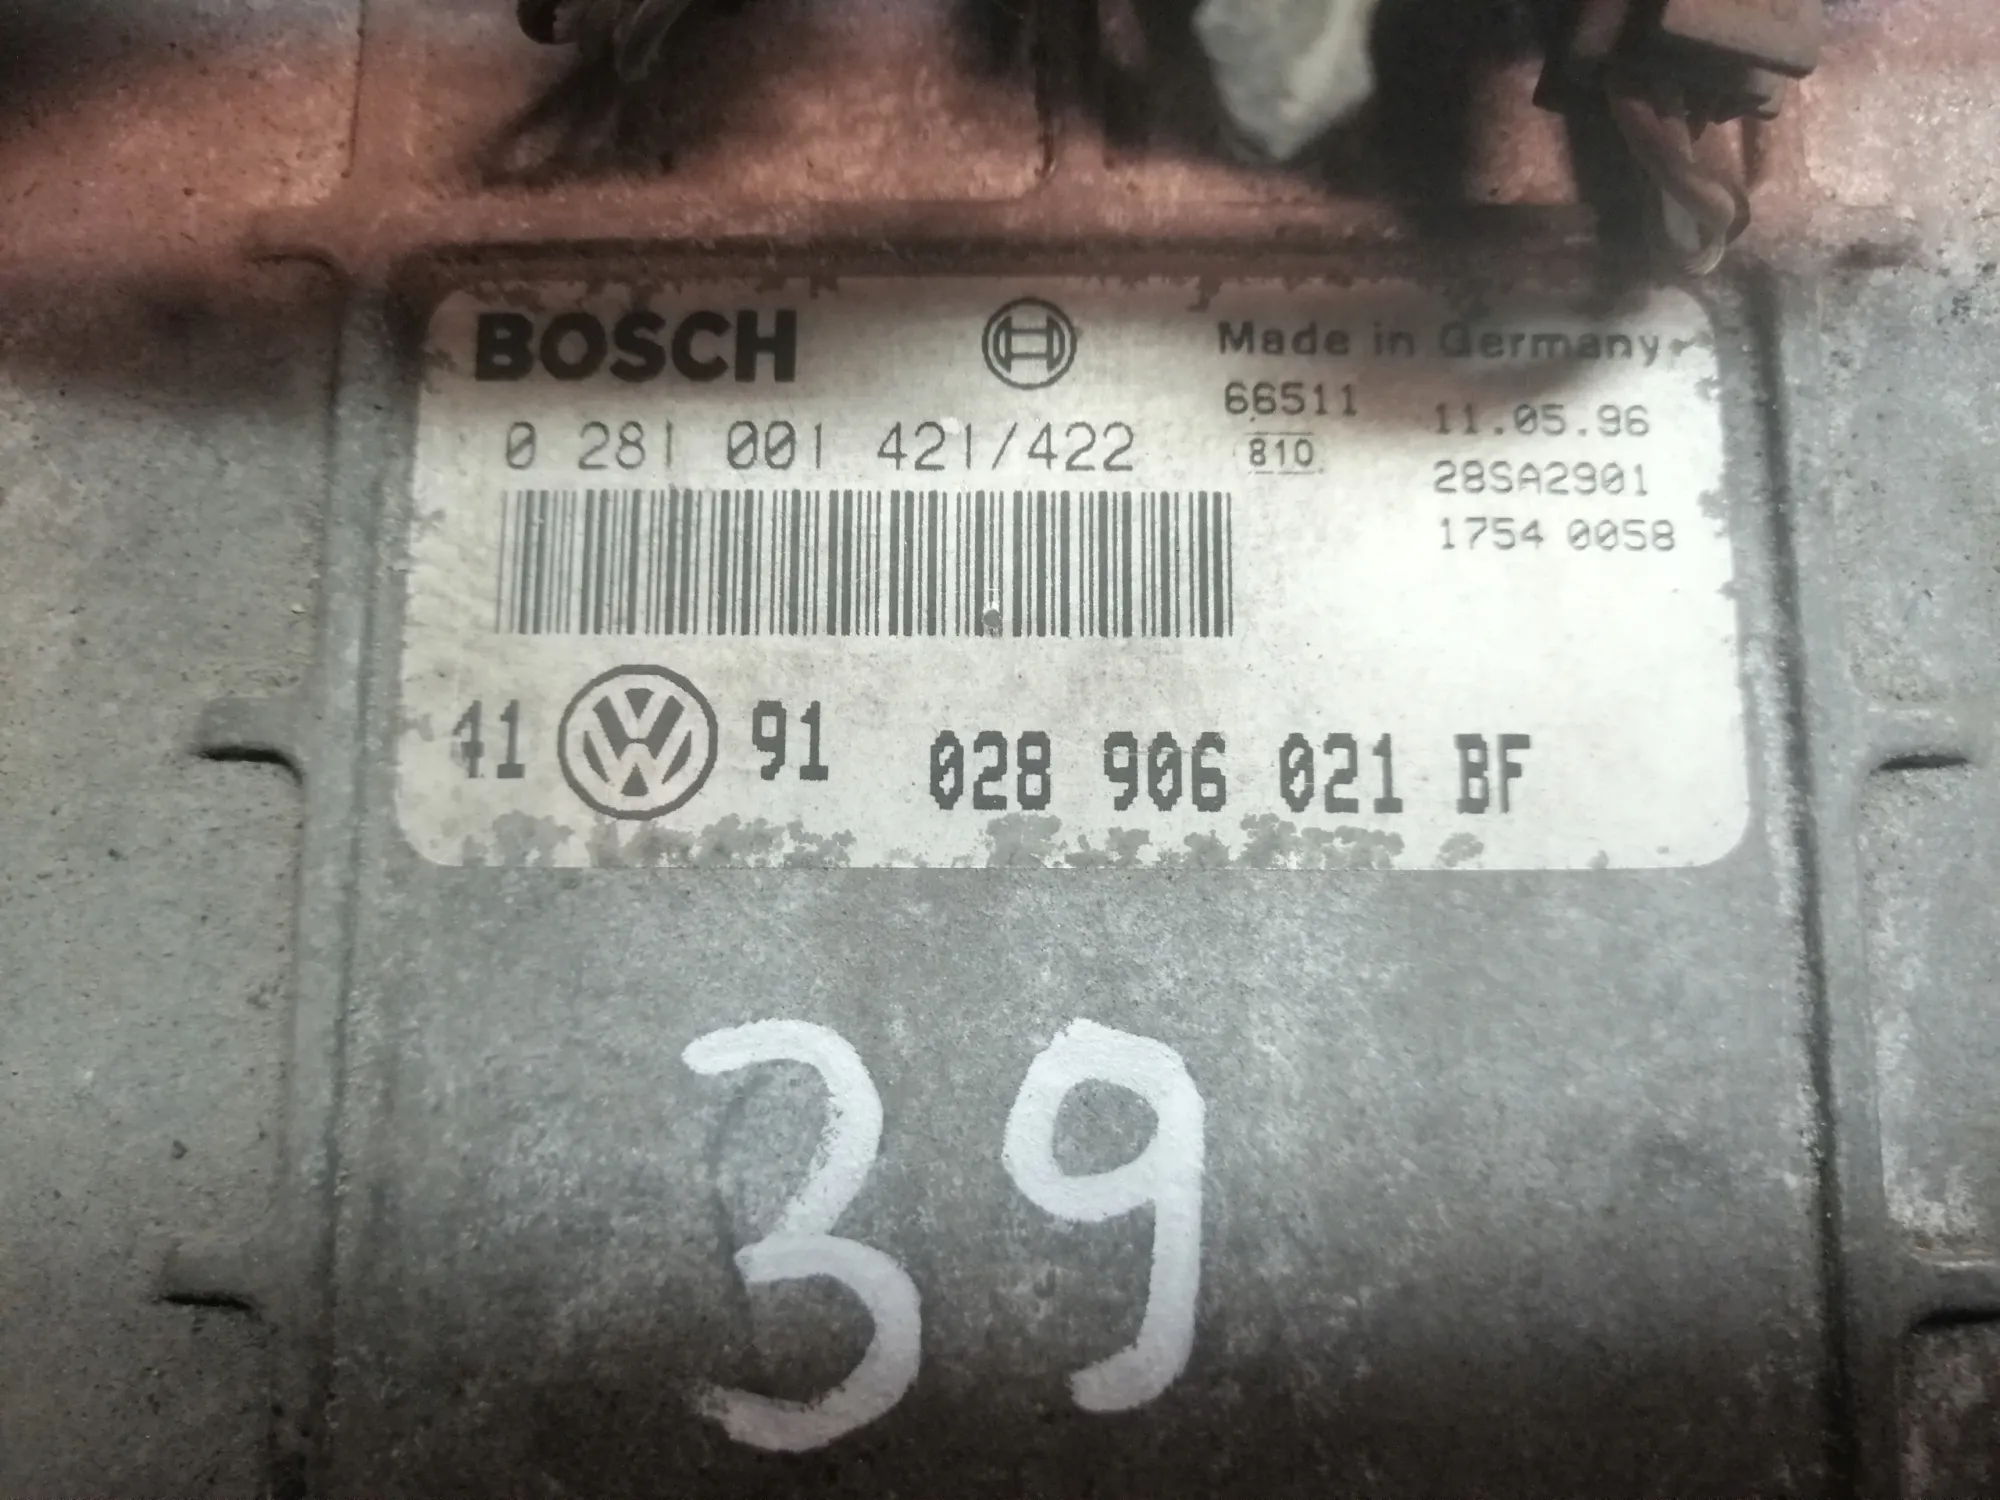 BOSCH
Made in Germany
66511
11.05.96
0 281 001 421/422
810
28SA2901
1754 0058
41 VW 91 028 906 021 BF
39